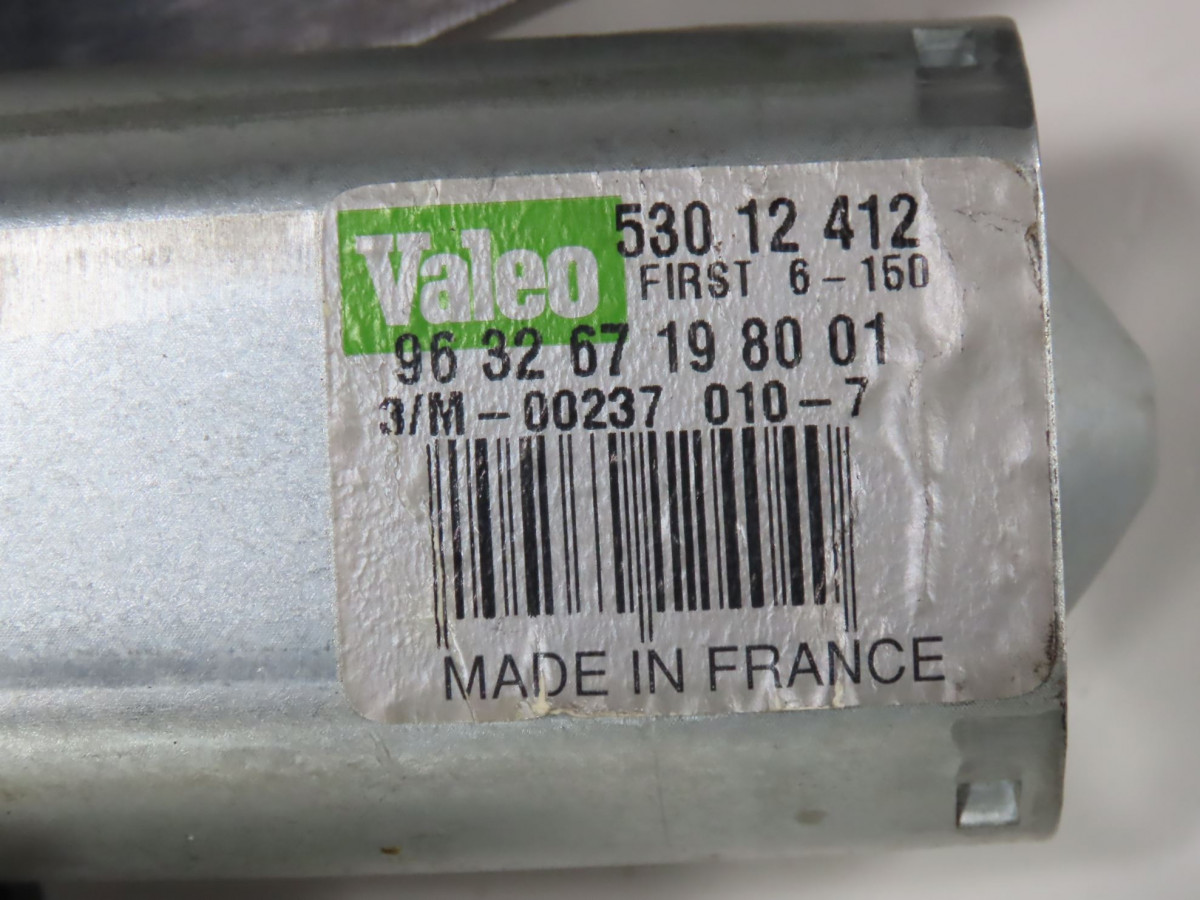 Valeo 530 12 412
FIRST 6-150
96 32 67 19 80 01
3/M-00237 010-7
MADE IN FRANCE